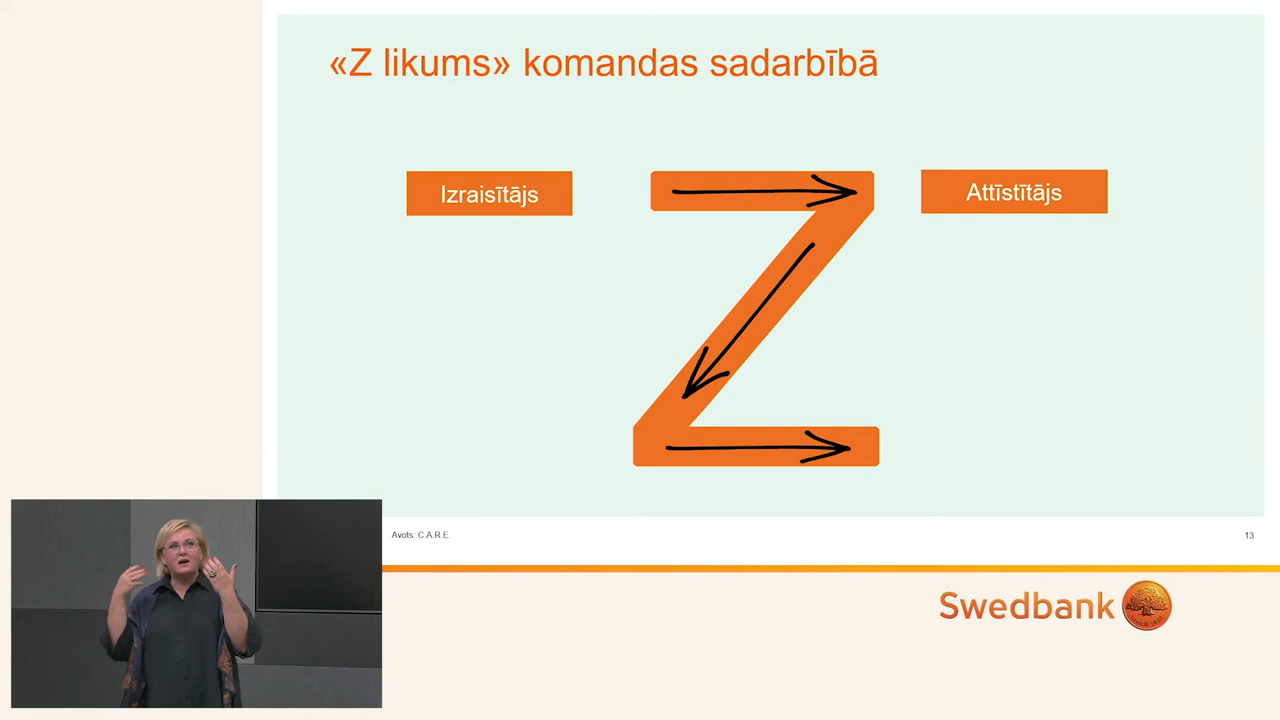 «Z likums» komandas sadarbībā
Izraisītājs
Z
Attīstītājs
Avots: C.A.R.E.
13
Swedbank